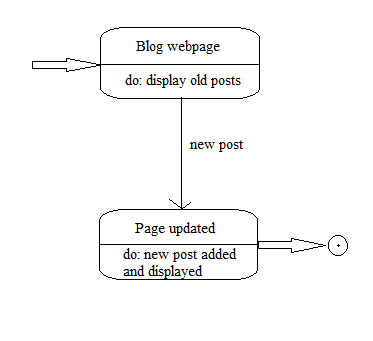 Blog webpage
do: display old posts
new post
Page updated
do: new post added
and displayed